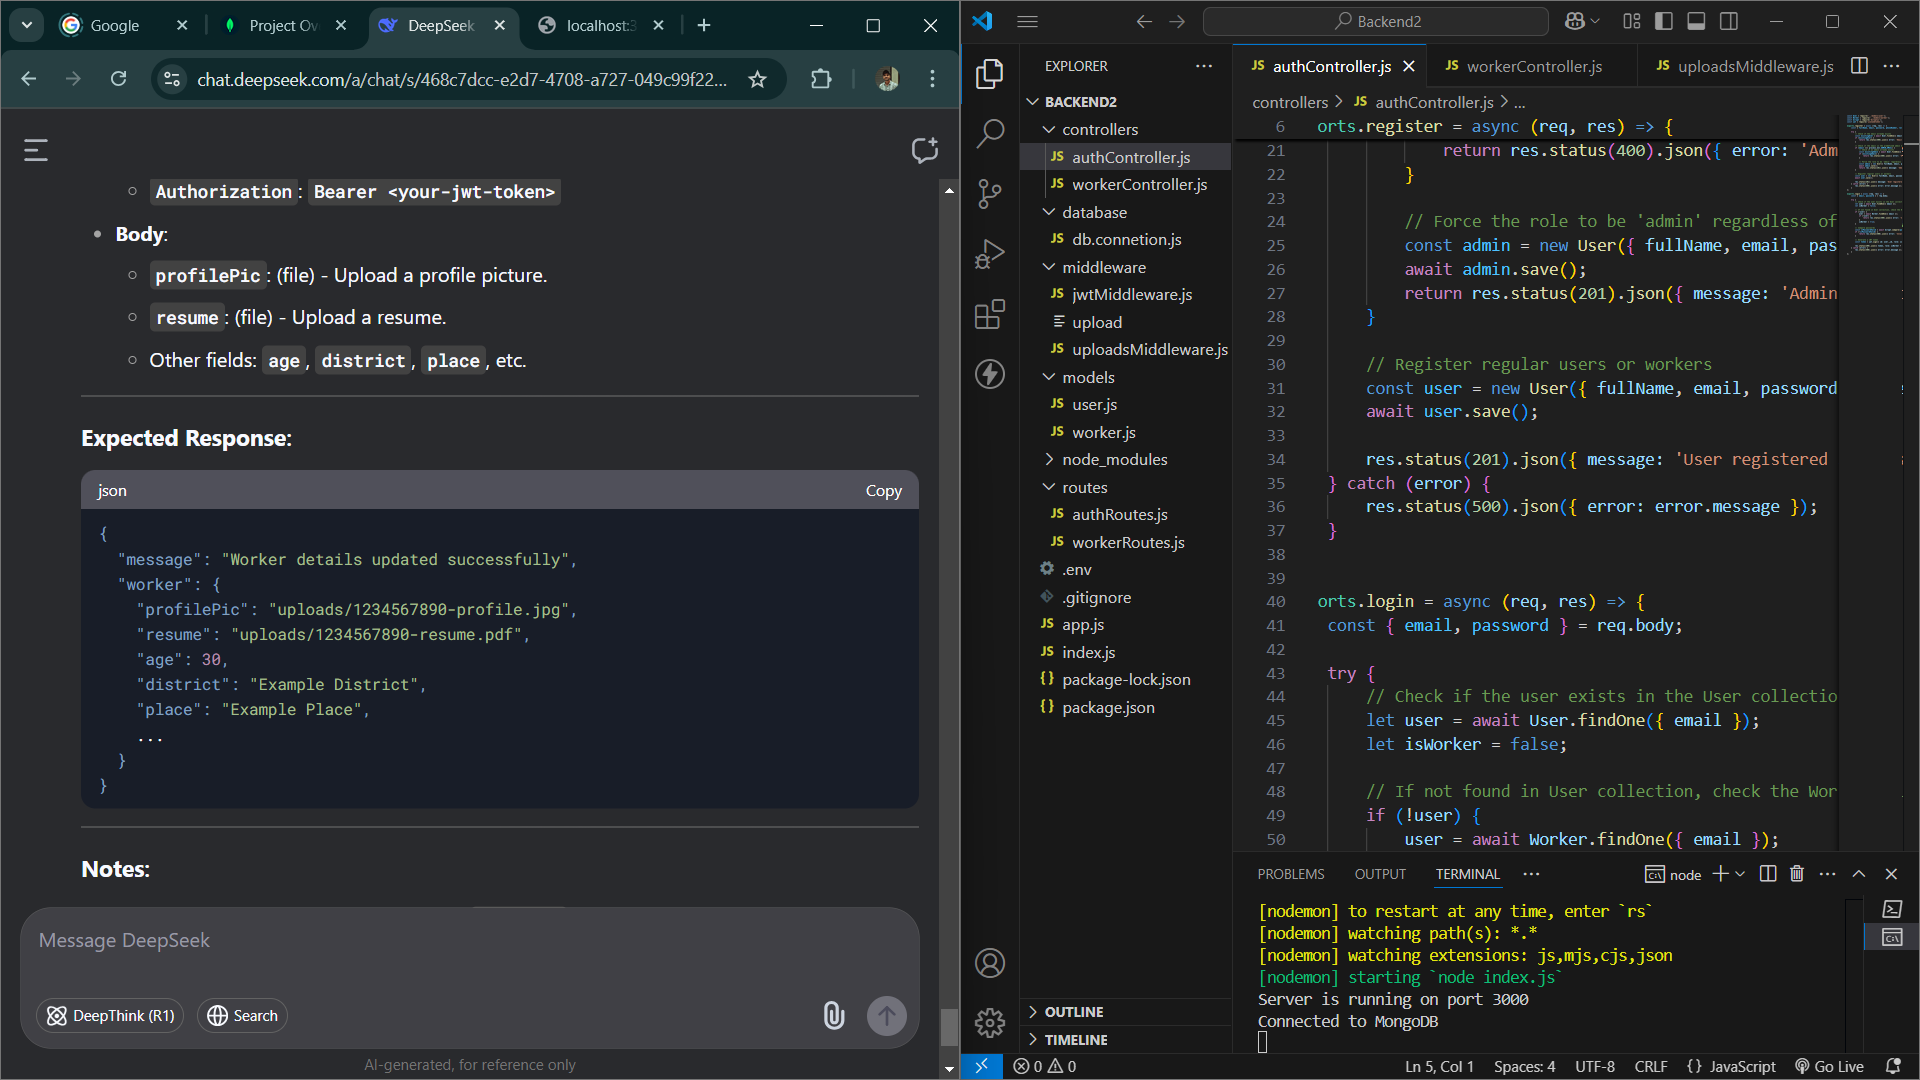 Google
Project Ov
DeepSeek
localhost:3
chat.deepseek.com/a/chat/s/468c7dcc-e2d7-4708-a727-049c99f22...
Authorization: Bearer <your-jwt-token>
Body:
profilePic: (file) - Upload a profile picture.
resume: (file) - Upload a resume.
Other fields: age, district, place, etc.
Expected Response:
json
Copy
{
"message": "Worker details updated successfully",
"worker": {
"profilePic": "uploads/1234567890-profile.jpg",
"resume": "uploads/1234567890-resume.pdf",
"age": 30,
"district": "Example District",
"place": "Example Place",
...
}
}
Notes:
Message DeepSeek
DeepThink (R1)
Search
AI-generated, for reference only
Backend2
EXPLORER
BACKEND2
controllers
JS authController.js
JS workerController.js
database
JS db.connetion.js
middleware
JS jwtMiddleware.js
upload
JS uploadsMiddleware.js
models
JS user.js
JS worker.js
node_modules
routes
JS authRoutes.js
JS workerRoutes.js
.env
.gitignore
JS app.js
JS index.js
{} package-lock.json
{} package.json
OUTLINE
TIMELINE
JS authController.js
JS workerController.js
JS uploadsMiddleware.js
controllers > JS authController.js > ...
6 orts.register = async (req, res) => {
21 return res.status(400).json({ error: 'Adm
22 }
23
24 // Force the role to be 'admin' regardless of
25 const admin = new User({ fullName, email, pas
26 await admin.save();
27 return res.status(201).json({ message: 'Admin
28 }
29
30 // Register regular users or workers
31 const user = new User({ fullName, email, password
32 await user.save();
33
34 res.status(201).json({ message: 'User registered
35 } catch (error) {
36 res.status(500).json({ error: error.message });
37 }
38
39
40 orts.login = async (req, res) => {
41 const { email, password } = req.body;
42
43 try {
44 // Check if the user exists in the User collectio
45 let user = await User.findOne({ email });
46 let isWorker = false;
47
48 // If not found in User collection, check the Wor
49 if (!user) {
50 user = await Worker.findOne({ email });
PROBLEMS
OUTPUT
TERMINAL
node
[nodemon] to restart at any time, enter `rs`
[nodemon] watching path(s): *.*
[nodemon] watching extensions: js,mjs,cjs,json
[nodemon] starting `node index.js`
Server is running on port 3000
Connected to MongoDB
0 0
Ln 5, Col 1
Spaces: 4
UTF-8
CRLF
{} JavaScript
Go Live